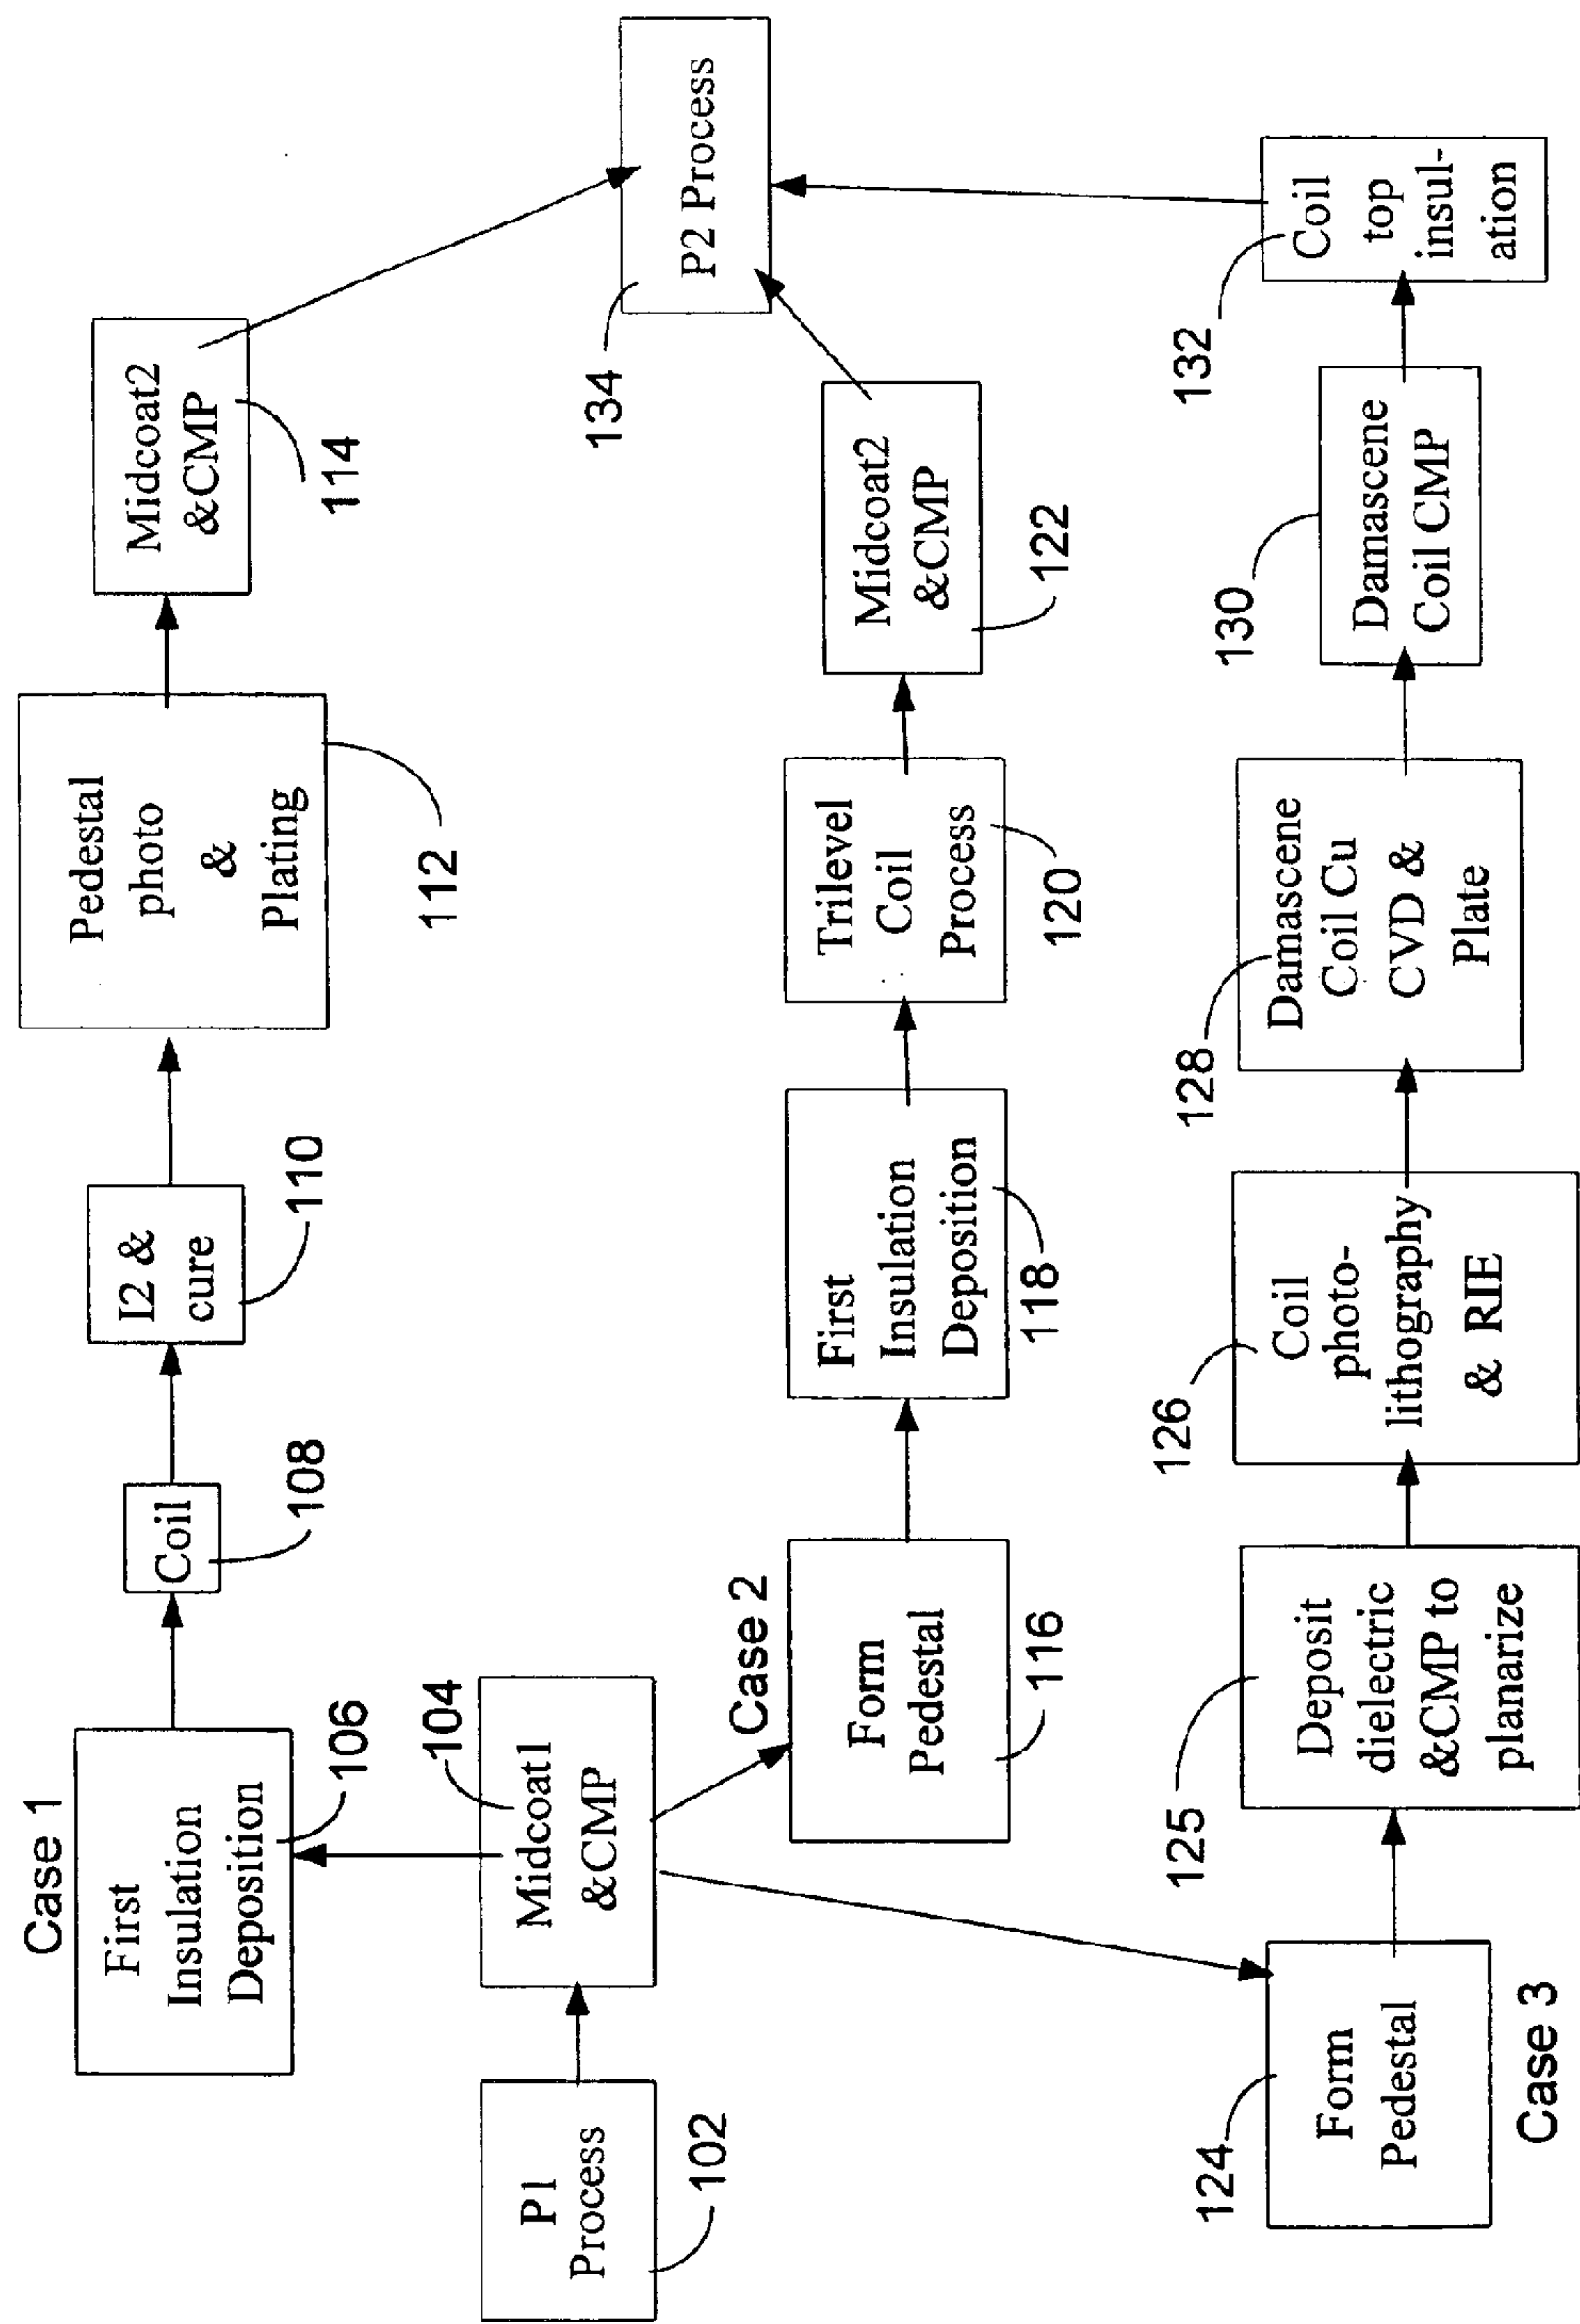 Case 1
First
Insulation
Deposition
106
Coil
108
I2 &
cure
110
Pedestal
photo
&
Plating
112
Midcoat2
&CMP
114
P1
Process
102
104
Midcoat1
&CMP
Case 2
Form
Pedestal
116
First
Insulation
Deposition
118
Trilevel
Coil
Process
120
Midcoat2
&CMP
122
134
P2 Process
124
Form
Pedestal
Case 3
125
Deposit
dielectric
&CMP to
planarize
126
Coil
photo-
lithography
& RIE
128
Damascene
Coil Cu
CVD &
Plate
130
Damascene
Coil CMP
132
Coil
top
insul-
ation